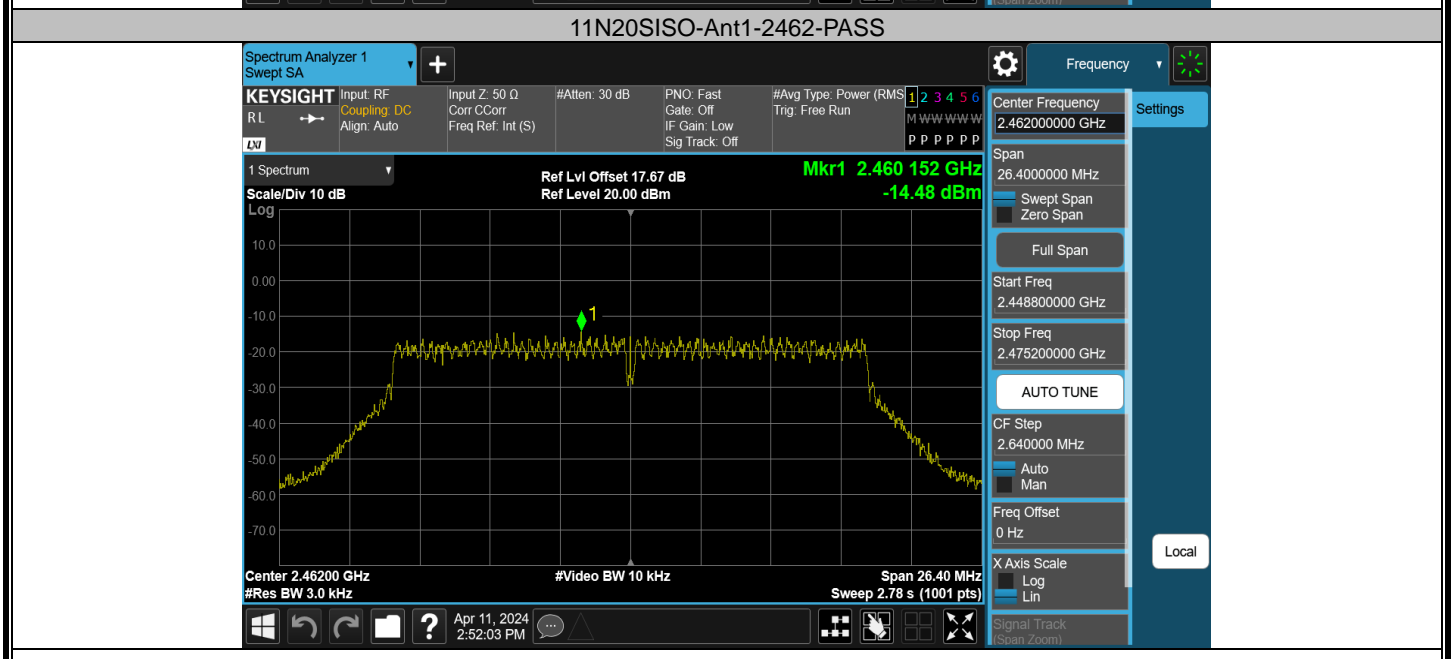 (Span Zoom)
11N20SISO-Ant1-2462-PASS
Spectrum Analyzer 1
Swept SA
+
Frequency
KEYSIGHT
RL
LXI
Input: RF
Coupling: DC
Align: Auto
Input Z: 50 Ω
Corr CCorr
Freq Ref: Int (S)
#Atten: 30 dB
PNO: Fast
Gate: Off
IF Gain: Low
Sig Track: Off
#Avg Type: Power (RMS
Trig: Free Run
1 2 3 4 5 6
M W W W W W
P P P P P P
1 Spectrum
Scale/Div 10 dB
Log
Ref Lvl Offset 17.67 dB
Ref Level 20.00 dBm
Mkr1 2.460 152 GHz
-14.48 dBm
10.0
0.00
-10.0
-20.0
-30.0
-40.0
-50.0
-60.0
-70.0
1
Center 2.46200 GHz
#Res BW 3.0 kHz
#Video BW 10 kHz
Span 26.40 MHz
Sweep 2.78 s (1001 pts)
?
Apr 11, 2024
2:52:03 PM
Center Frequency
2.462000000 GHz
Settings
Span
26.4000000 MHz
Swept Span
Zero Span
Full Span
Start Freq
2.448800000 GHz
Stop Freq
2.475200000 GHz
AUTO TUNE
CF Step
2.640000 MHz
Auto
Man
Freq Offset
0 Hz
X Axis Scale
Log
Lin
Local
Signal Track
(Span Zoom)